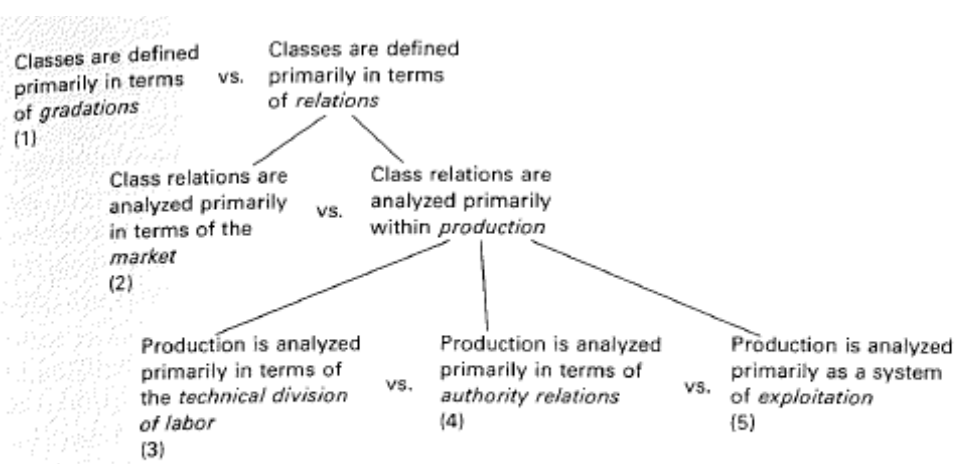 Classes are defined
primarily in terms
of gradations
(1)
vs.
Classes are defined
primarily in terms
of relations
Class relations are
analyzed primarily
in terms of the
market
(2)
vs.
Class relations are
analyzed primarily
within production
Production is analyzed
primarily in terms of
the technical division
of labor
(3)
vs.
Production is analyzed
primarily in terms of
authority relations
(4)
vs.
Production is analyzed
primarily as a system
of exploitation
(5)